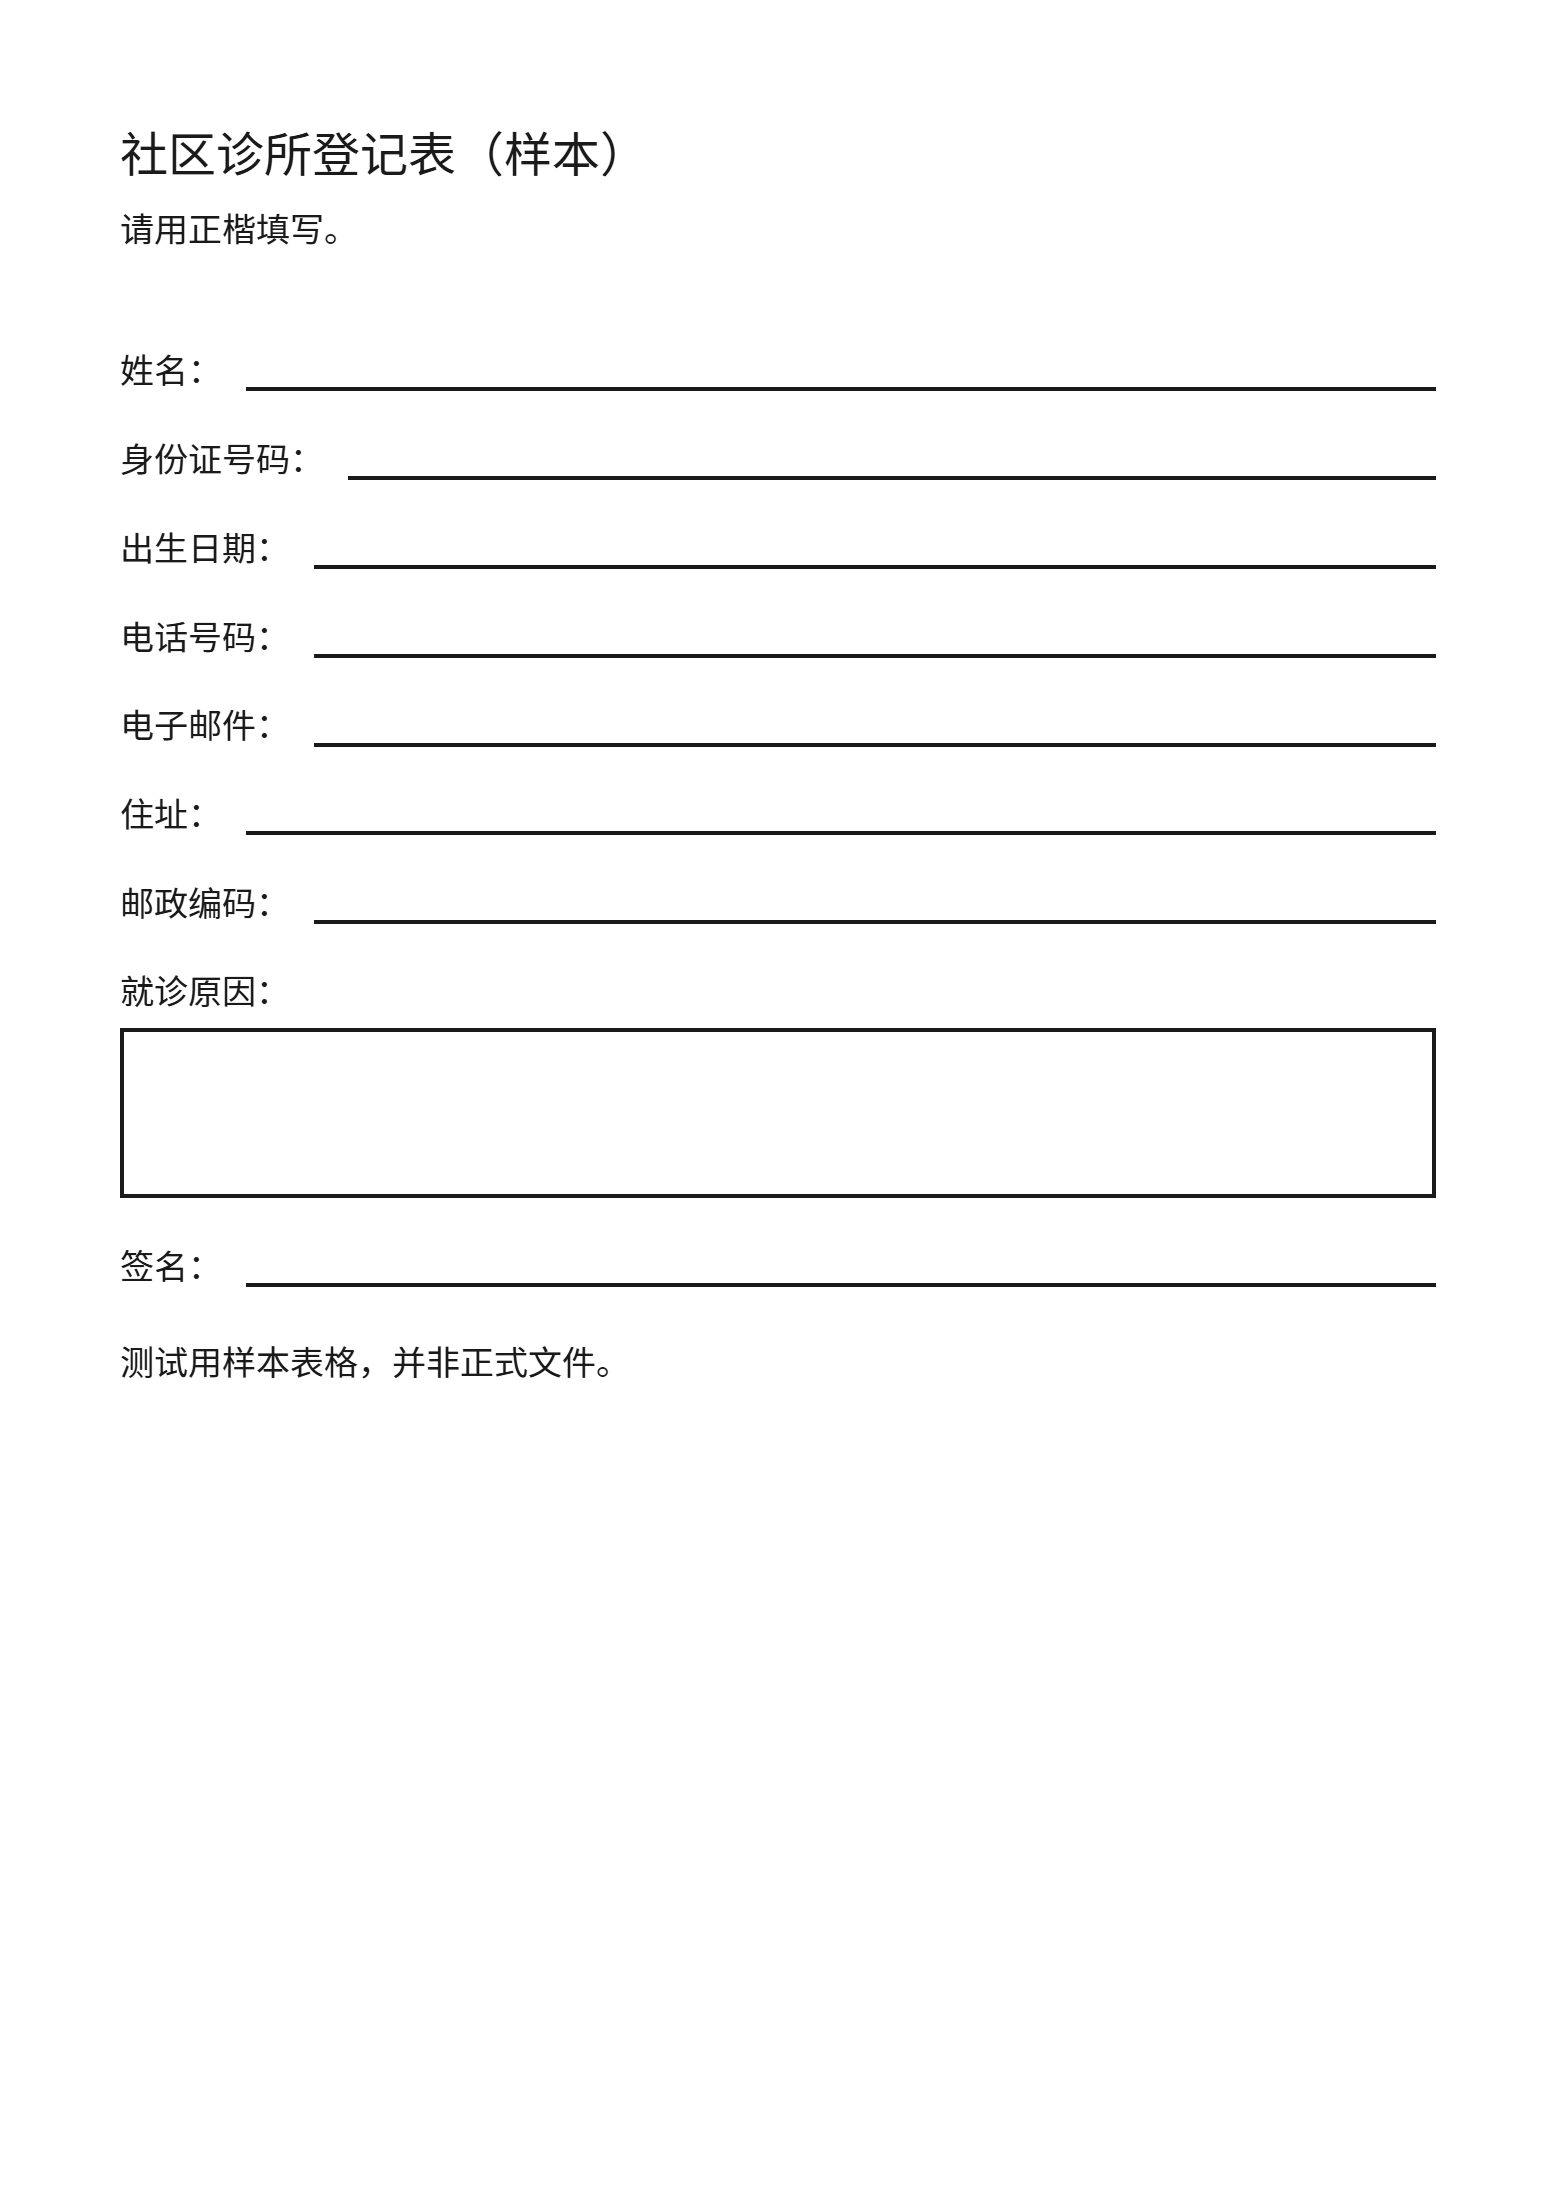 社区诊所登记表（样本）
请用正楷填写。
姓名：
身份证号码：
出生日期：
电话号码：
电子邮件：
住址：
邮政编码：
就诊原因：
签名：
测试用样本表格，并非正式文件。